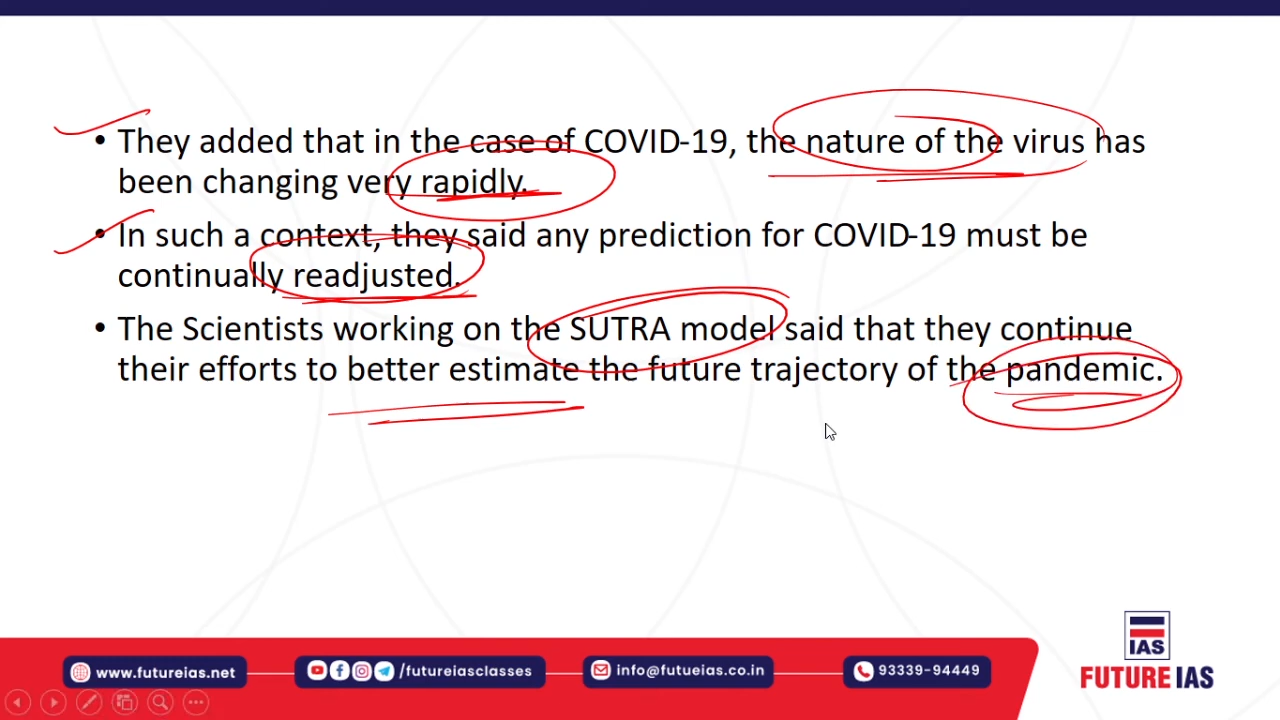 • They added that in the case of COVID-19, the nature of the virus has
been changing very rapidly.
• In such a context, they said any prediction for COVID-19 must be
continually readjusted.
• The Scientists working on the SUTRA model said that they continue
their efforts to better estimate the future trajectory of the pandemic.
IAS
FUTURE IAS
www.futureias.net
/futureiasclasses
info@futueias.co.in
93339-94449